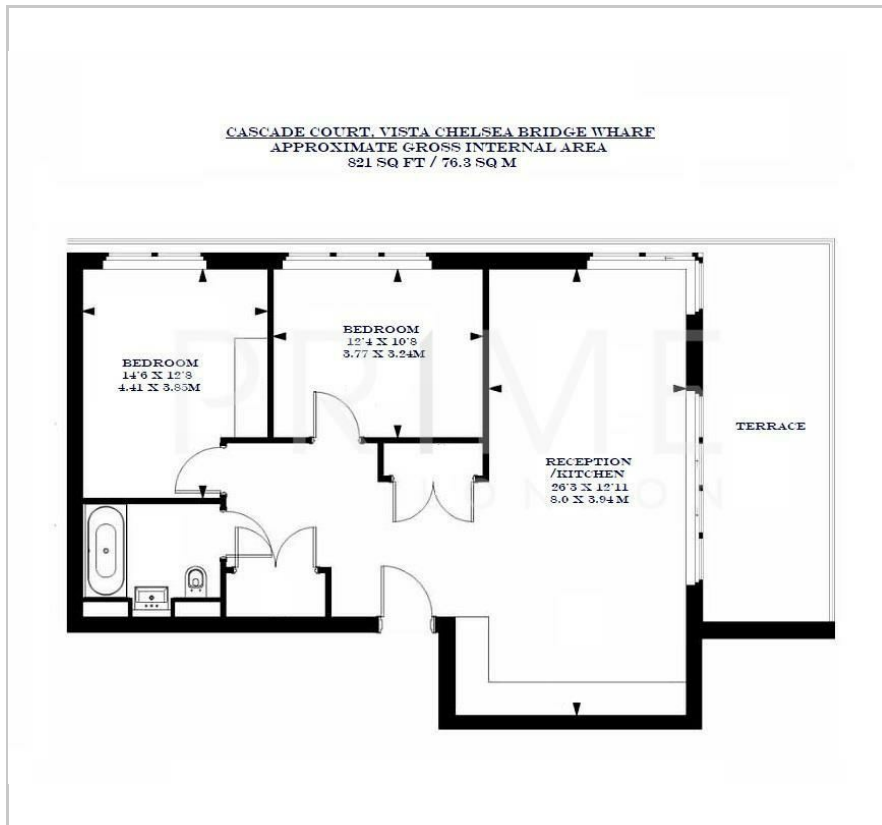 CASCADE COURT, VISTA CHELSEA BRIDGE WHARF
APPROXIMATE GROSS INTERNAL AREA
821 SQ FT / 76.3 SQ M
BEDROOM
14'6 X 12'8
4.41 X 3.85M
BEDROOM
12'4 X 10'8
3.77 X 3.24M
RECEPTION
/KITCHEN
26'3 X 12'11
8.0 X 3.94M
TERRACE
PRIME
LONDON